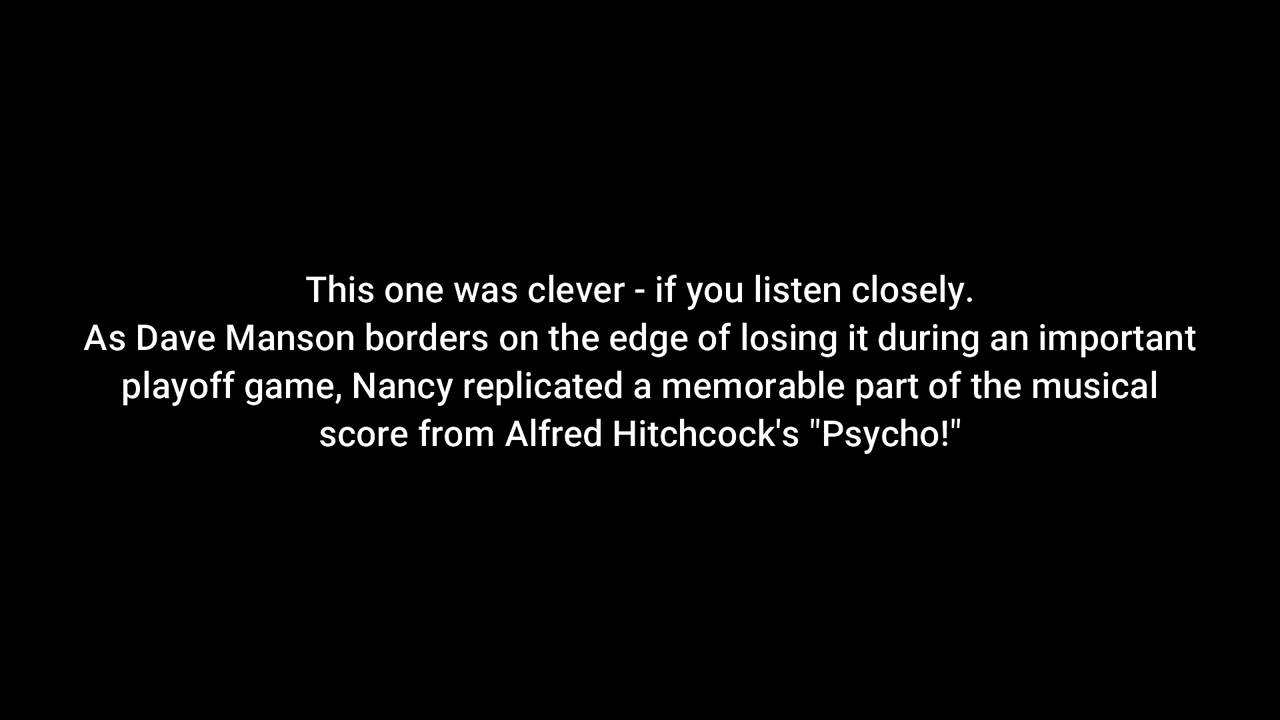 This one was clever - if you listen closely.
As Dave Manson borders on the edge of losing it during an important
playoff game, Nancy replicated a memorable part of the musical
score from Alfred Hitchcock's "Psycho!"